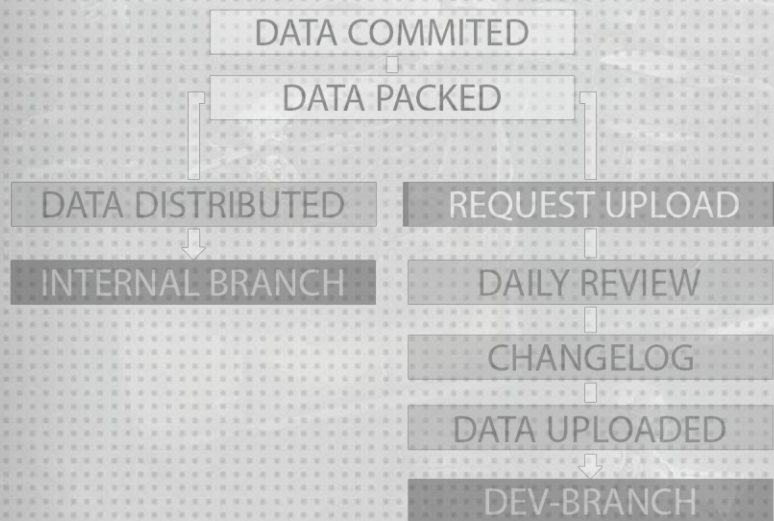 DATA COMMITED
DATA PACKED
DATA DISTRIBUTED
REQUEST UPLOAD
INTERNAL BRANCH
DAILY REVIEW
CHANGELOG
DATA UPLOADED
DEV-BRANCH